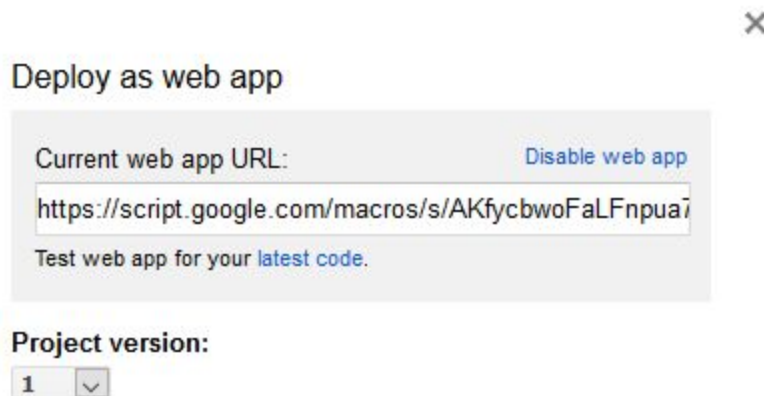 Deploy as web app
Current web app URL:
Disable web app
https://script.google.com/macros/s/AKfycbwoFaLFnpua7
Test web app for your latest code.
Project version:
1